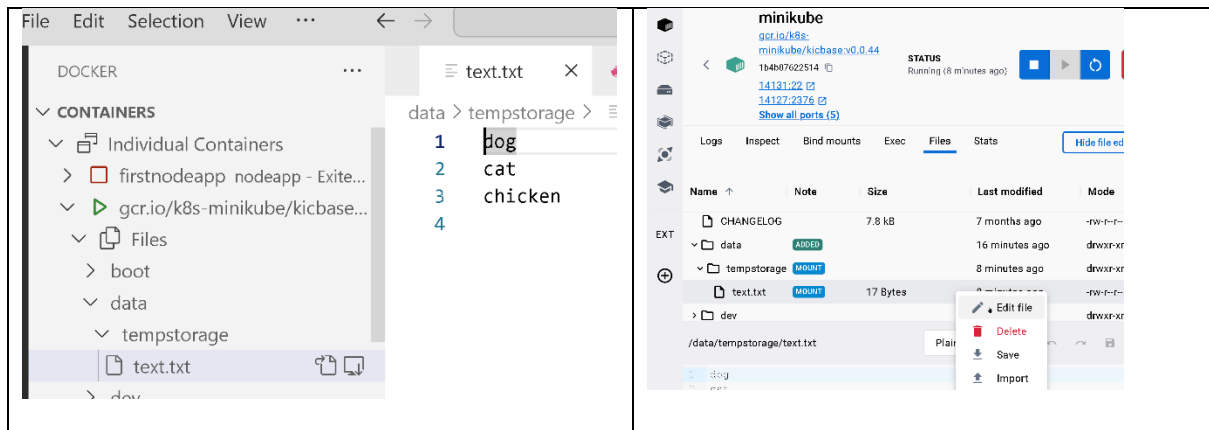 File Edit Selection View ··· ← →
DOCKER ···
CONTAINERS
Individual Containers
firstnodeapp nodeapp - Exite...
gcr.io/k8s-minikube/kicbase...
Files
boot
data
tempstorage
text.txt
dev
text.txt ×
data > tempstorage >
1 dog
2 cat
3 chicken
4
minikube
gcr.io/k8s-
minikube/kicbase:v0.0.44
1b4b07622514
14131:22
14127:2376
Show all ports (5)
STATUS
Running (8 minutes ago)
Logs Inspect Bind mounts Exec Files Stats
Hide file ed
Name ↑ Note Size Last modified Mode
CHANGELOG 7.8 kB 7 months ago -rw-r--r--
EXT
data ADDED 16 minutes ago drwxr-xr
tempstorage MOUNT 8 minutes ago drwxr-xr
text.txt MOUNT 17 Bytes -rw-r--r--
dev drwxr-xr
Edit file
Delete
Save
Import
/data/tempstorage/text.txt
Plai
1 dog